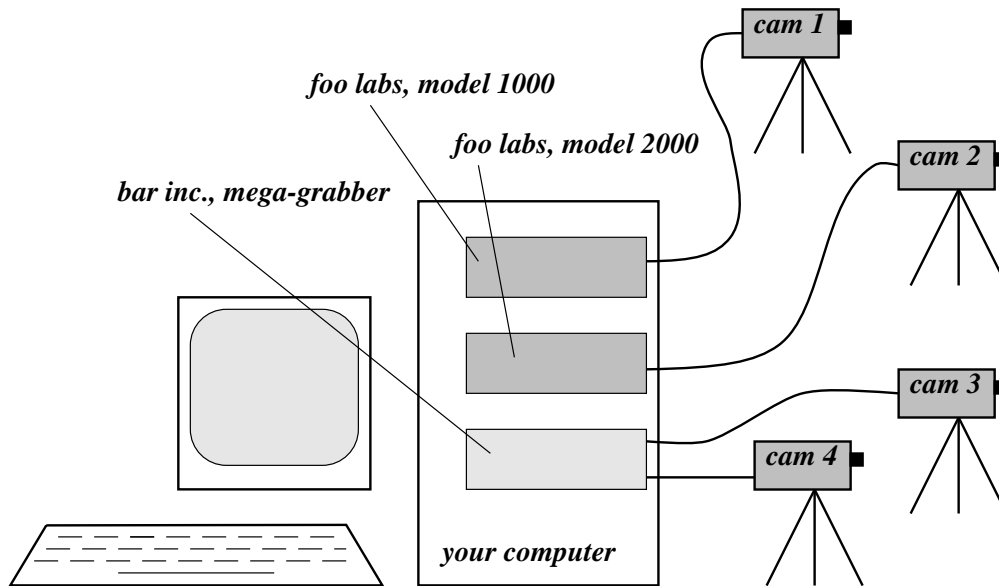 cam 1
foo labs, model 1000
foo labs, model 2000
cam 2
bar inc., mega-grabber
cam 3
cam 4
your computer